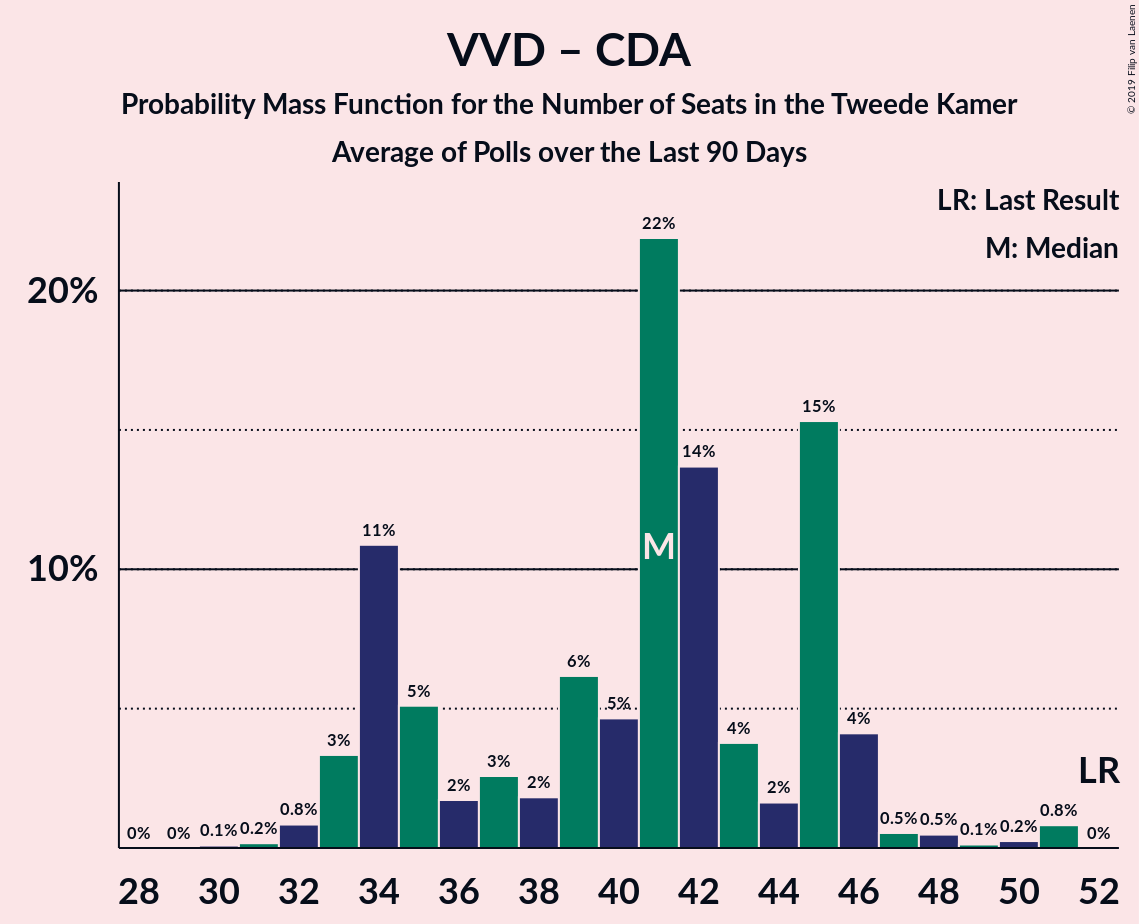 VVD – CDA
Probability Mass Function for the Number of Seats in the Tweede Kamer
Average of Polls over the Last 90 Days
© 2019 Filip van Laenen
LR: Last Result
M: Median
20%
10%
0% 0% 0.1% 0.2% 0.8% 3% 11% 5% 2% 3% 2% 6% 5% 22% 14% 4% 2% 15% 4% 0.5% 0.5% 0.1% 0.2% 0.8% 0%
M
LR
28 30 32 34 36 38 40 42 44 46 48 50 52